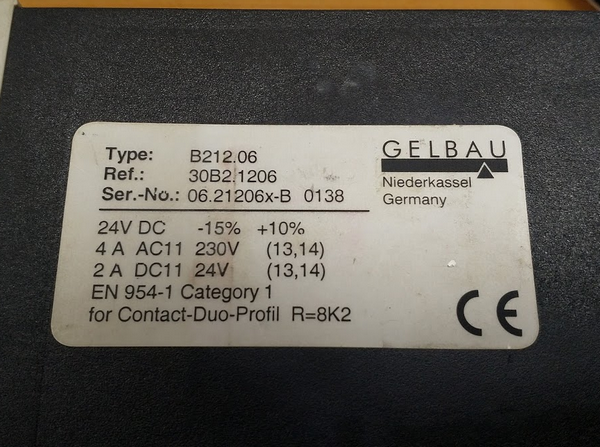 Type: B212.06
Ref.: 30B2.1206
Ser.-No.: 06.21206x-B 0138
GELBAU
Niederkassel
Germany
24V DC -15% +10%
4 A AC11 230V (13,14)
2 A DC11 24V (13,14)
EN 954-1 Category 1
for Contact-Duo-Profil R=8K2
CE